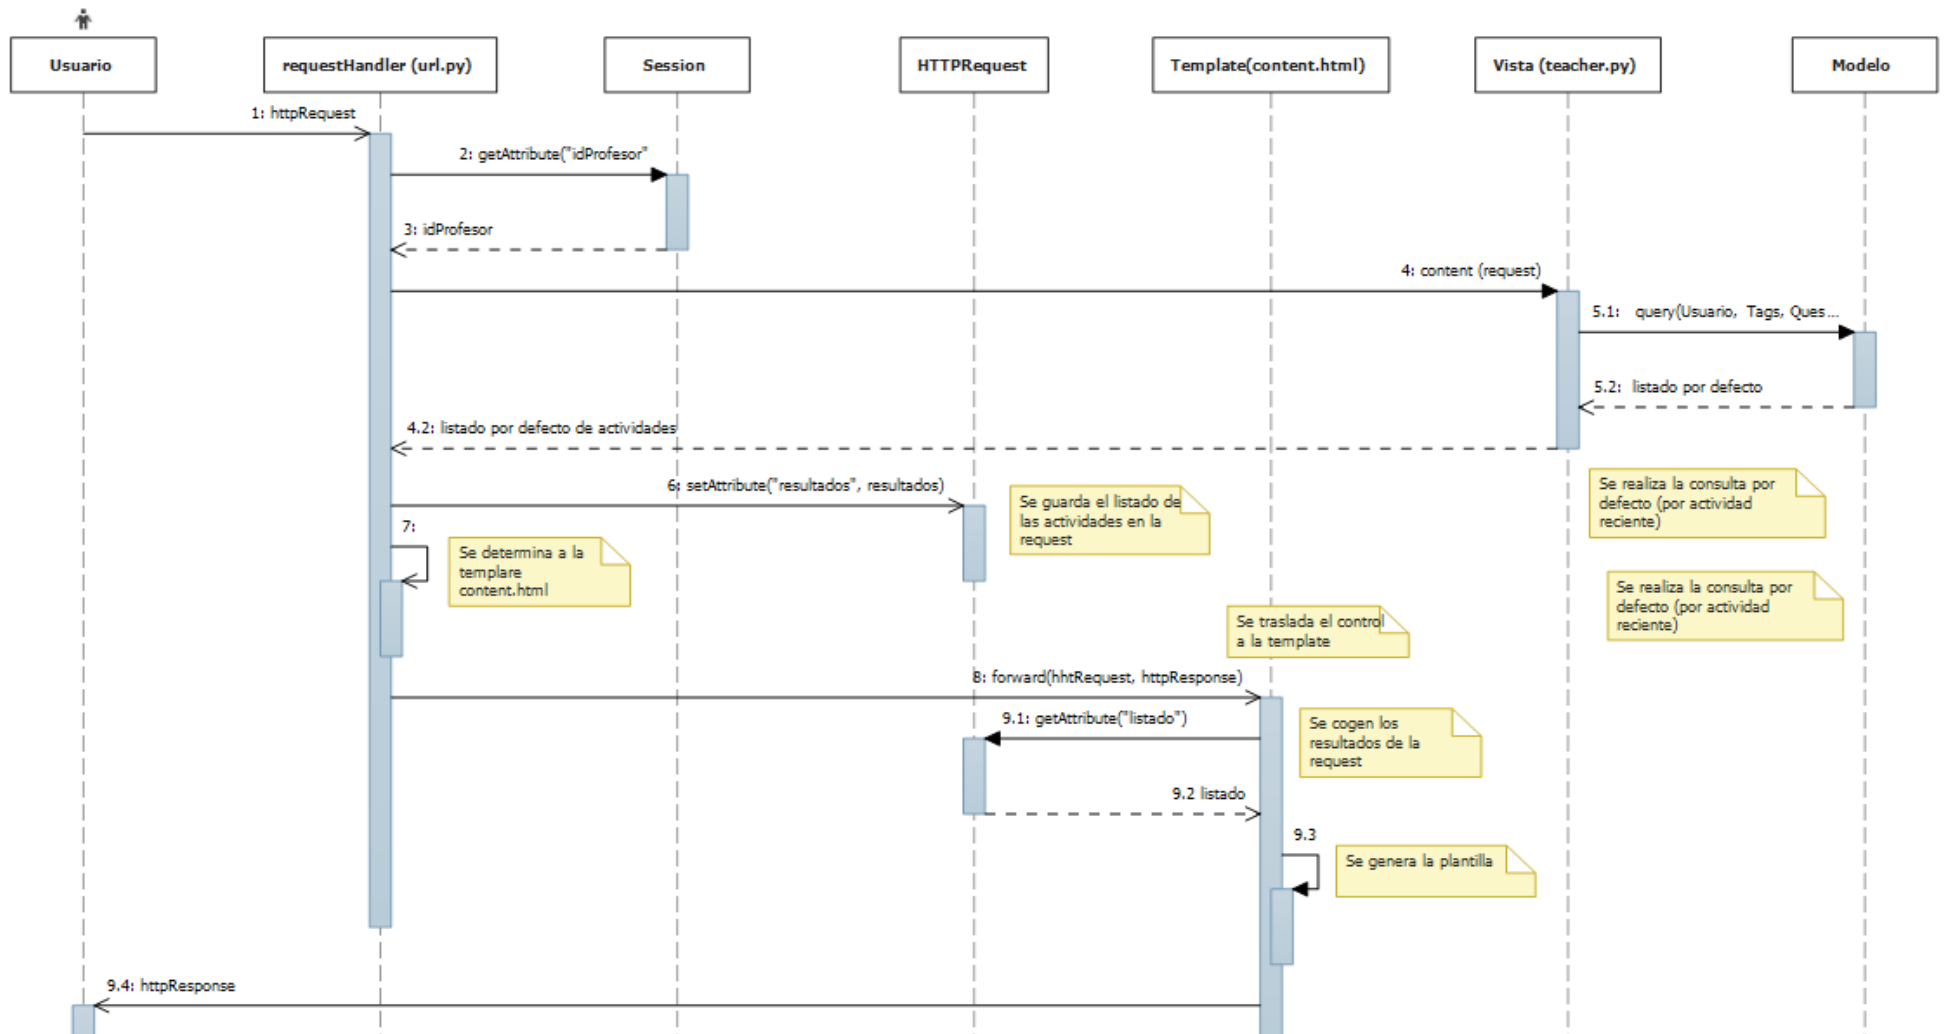 Usuario
requestHandler (url.py)
Session
HTTPRequest
Template(content.html)
Vista (teacher.py)
Modelo
1: httpRequest
2: getAttribute("idProfesor"
3: idProfesor
4: content (request)
5.1: query(Usuario, Tags, Ques...
5.2: listado por defecto
4.2: listado por defecto de actividades
6: setAttribute("resultados", resultados)
Se guarda el listado de
las actividades en la
request
Se realiza la consulta por
defecto (por actividad
reciente)
7:
Se determina a la
templare
content.html
Se realiza la consulta por
defecto (por actividad
reciente)
Se traslada el control
a la template
8: forward(hhtRequest, httpResponse)
9.1: getAttribute("listado")
Se cogen los
resultados de la
request
9.2 listado
9.3
Se genera la plantilla
9.4: httpResponse